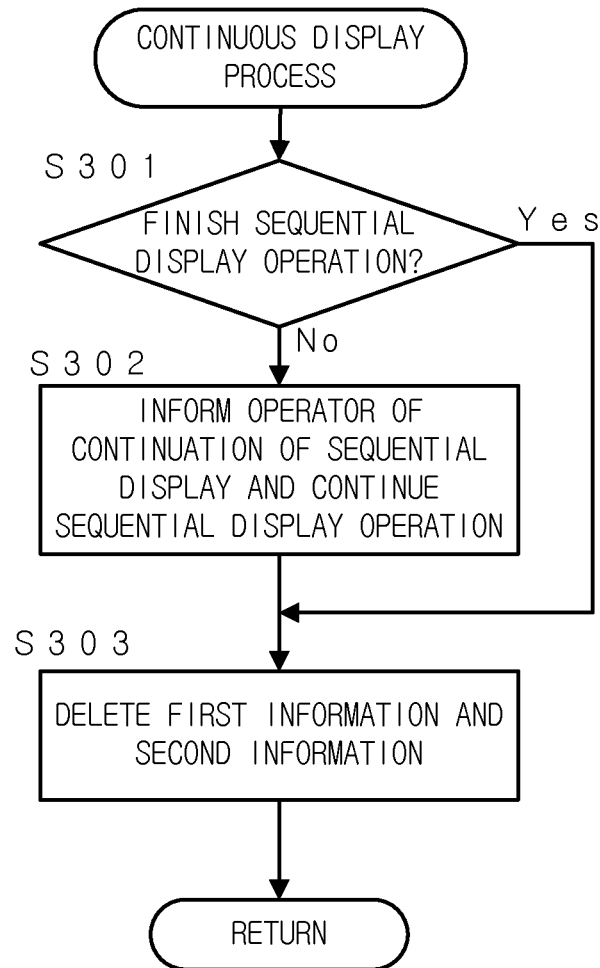 CONTINUOUS DISPLAY
PROCESS
S301
FINISH SEQUENTIAL
DISPLAY OPERATION?
Yes
No
S302
INFORM OPERATOR OF
CONTINUATION OF SEQUENTIAL
DISPLAY AND CONTINUE
SEQUENTIAL DISPLAY OPERATION
S303
DELETE FIRST INFORMATION AND
SECOND INFORMATION
RETURN